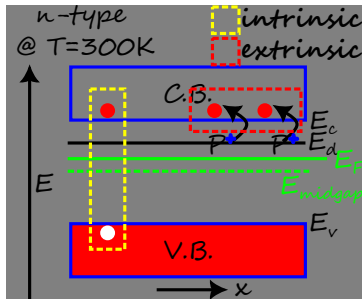 n-type
@ T=300K
intrinsic
extrinsic
C.B.
E_c
P P E_d
E_F
E
E_midgap
E_v
V.B.
x